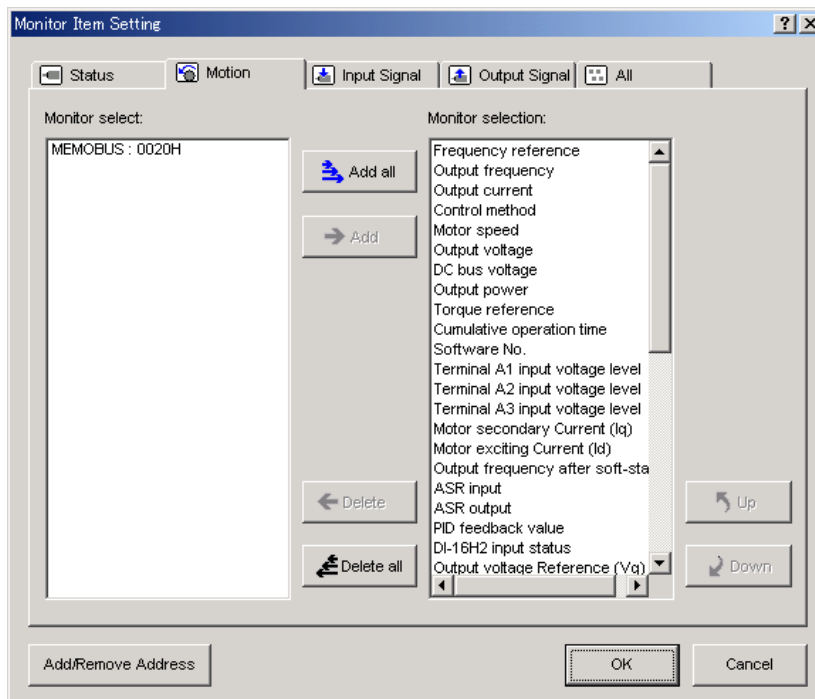 Monitor Item Setting
Status
Motion
Input Signal
Output Signal
All
Monitor select:
MEMOBUS : 0020H
Add all
Add
Delete
Delete all
Monitor selection:
Frequency reference
Output frequency
Output current
Control method
Motor speed
Output voltage
DC bus voltage
Output power
Torque reference
Cumulative operation time
Software No.
Terminal A1 input voltage level
Terminal A2 input voltage level
Terminal A3 input voltage level
Motor secondary Current (Iq)
Motor exciting Current (Id)
Output frequency after soft-sta
ASR input
ASR output
PID feedback value
DI-16H2 input status
Output voltage Reference (Vq)
Up
Down
Add/Remove Address
OK
Cancel